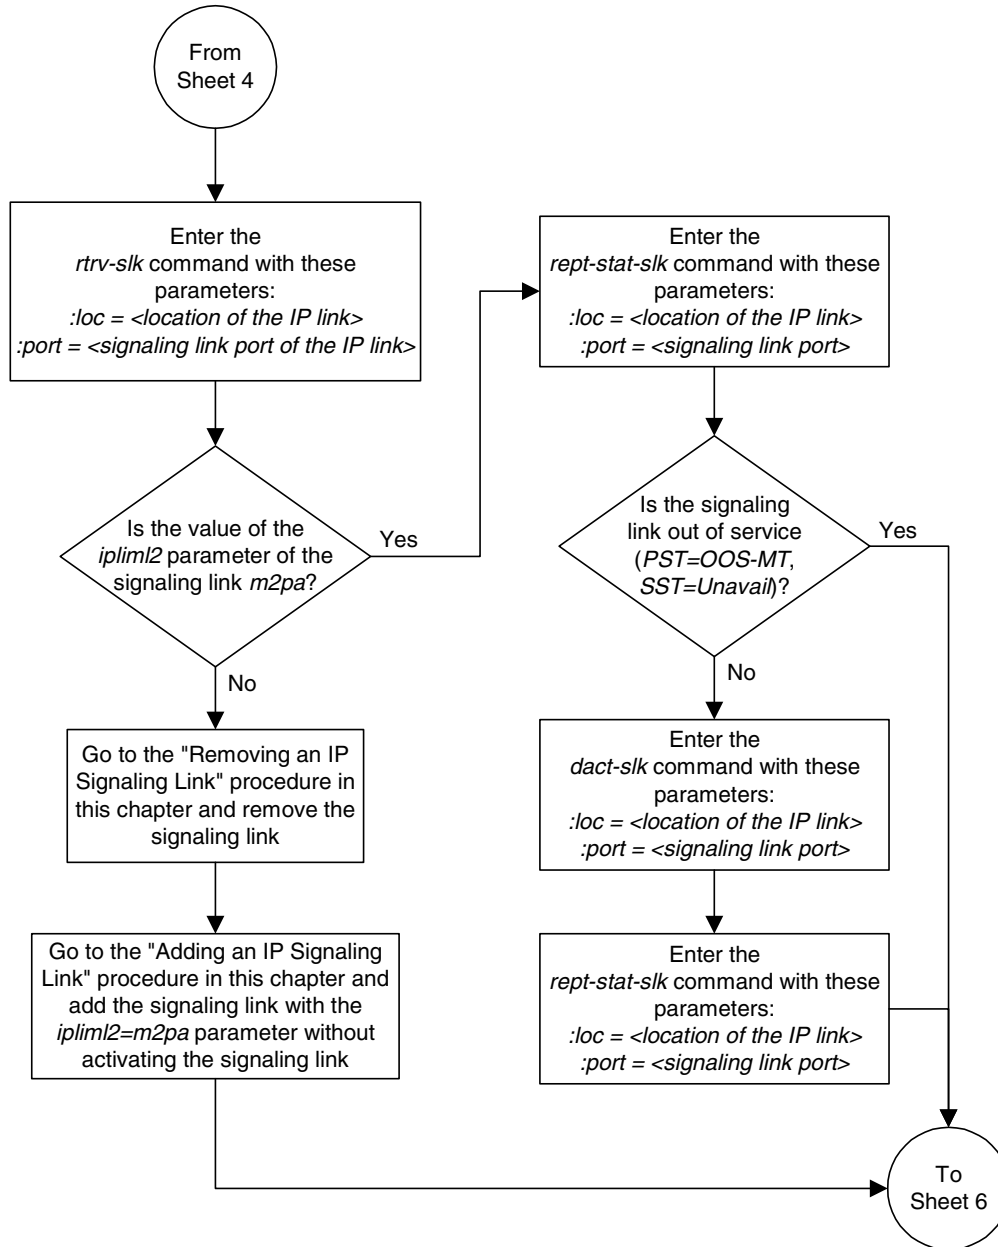 From
Sheet 4
Enter the
rtrv-slk command with these
parameters:
:loc = <location of the IP link>
:port = <signaling link port of the IP link>
Is the value of the
ipliml2 parameter of the
signaling link m2pa?
Yes
No
Go to the "Removing an IP
Signaling Link" procedure in
this chapter and remove the
signaling link
Go to the "Adding an IP Signaling
Link" procedure in this chapter and
add the signaling link with the
ipliml2=m2pa parameter without
activating the signaling link
Enter the
rept-stat-slk command with these
parameters:
:loc = <location of the IP link>
:port = <signaling link port>
Is the signaling
link out of service
(PST=OOS-MT,
SST=Unavail)?
Yes
No
Enter the
dact-slk command with these
parameters:
:loc = <location of the IP link>
:port = <signaling link port>
Enter the
rept-stat-slk command with these
parameters:
:loc = <location of the IP link>
:port = <signaling link port>
To
Sheet 6